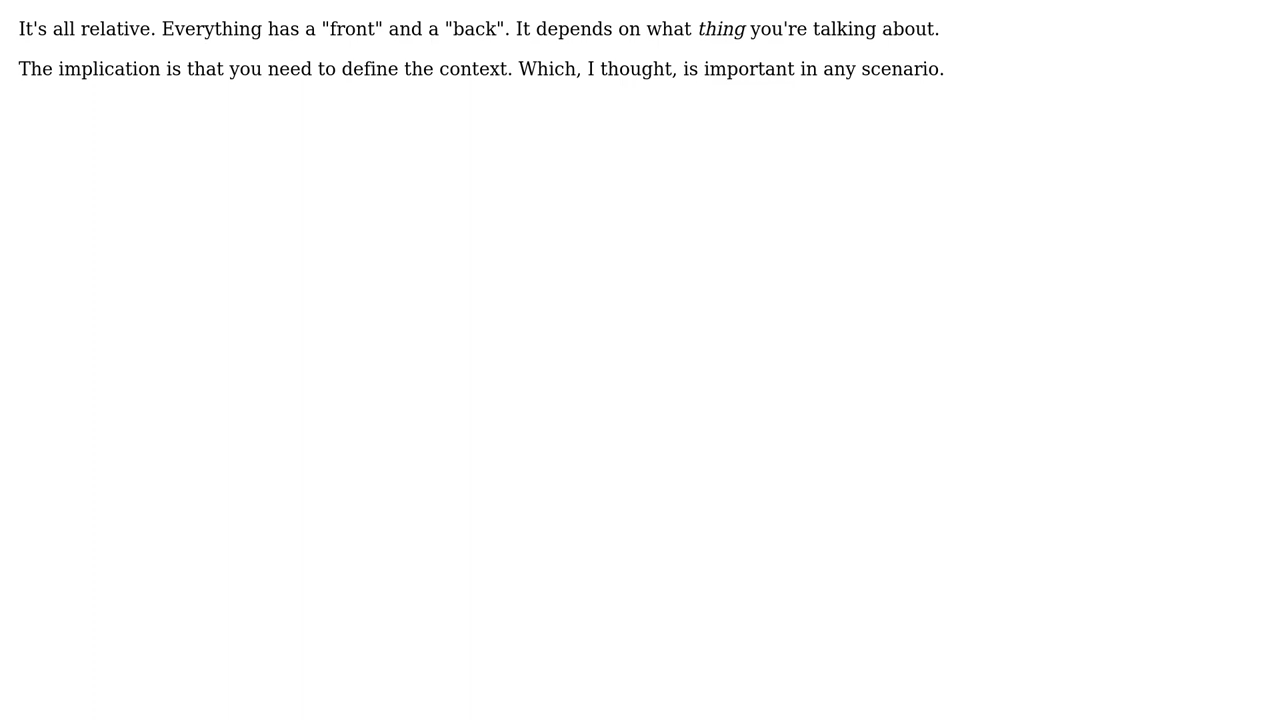 It's all relative. Everything has a "front" and a "back". It depends on what thing you're talking about.
The implication is that you need to define the context. Which, I thought, is important in any scenario.